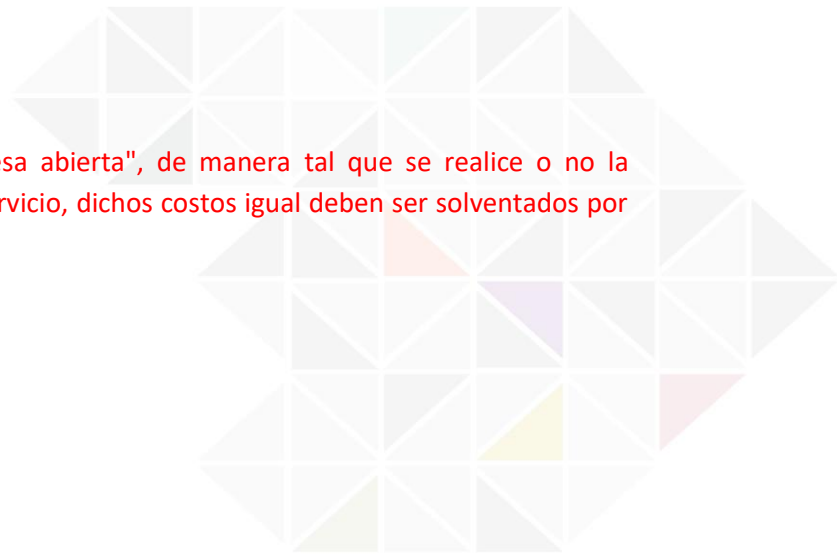 esa abierta", de manera tal que se realice o no la
rvicio, dichos costos igual deben ser solventados por